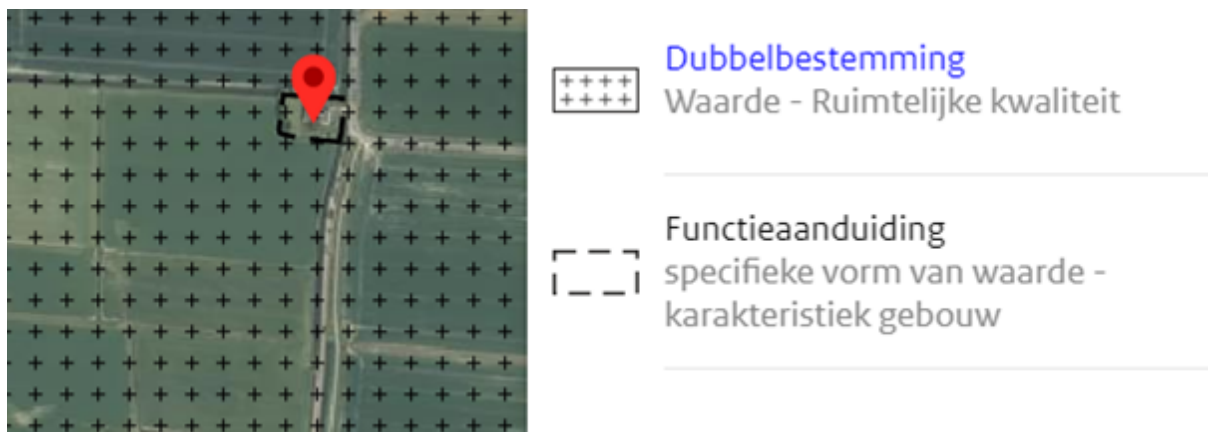 Dubbelbestemming
Waarde - Ruimtelijke kwaliteit
Functieaanduiding
specifieke vorm van waarde -
karakteristiek gebouw